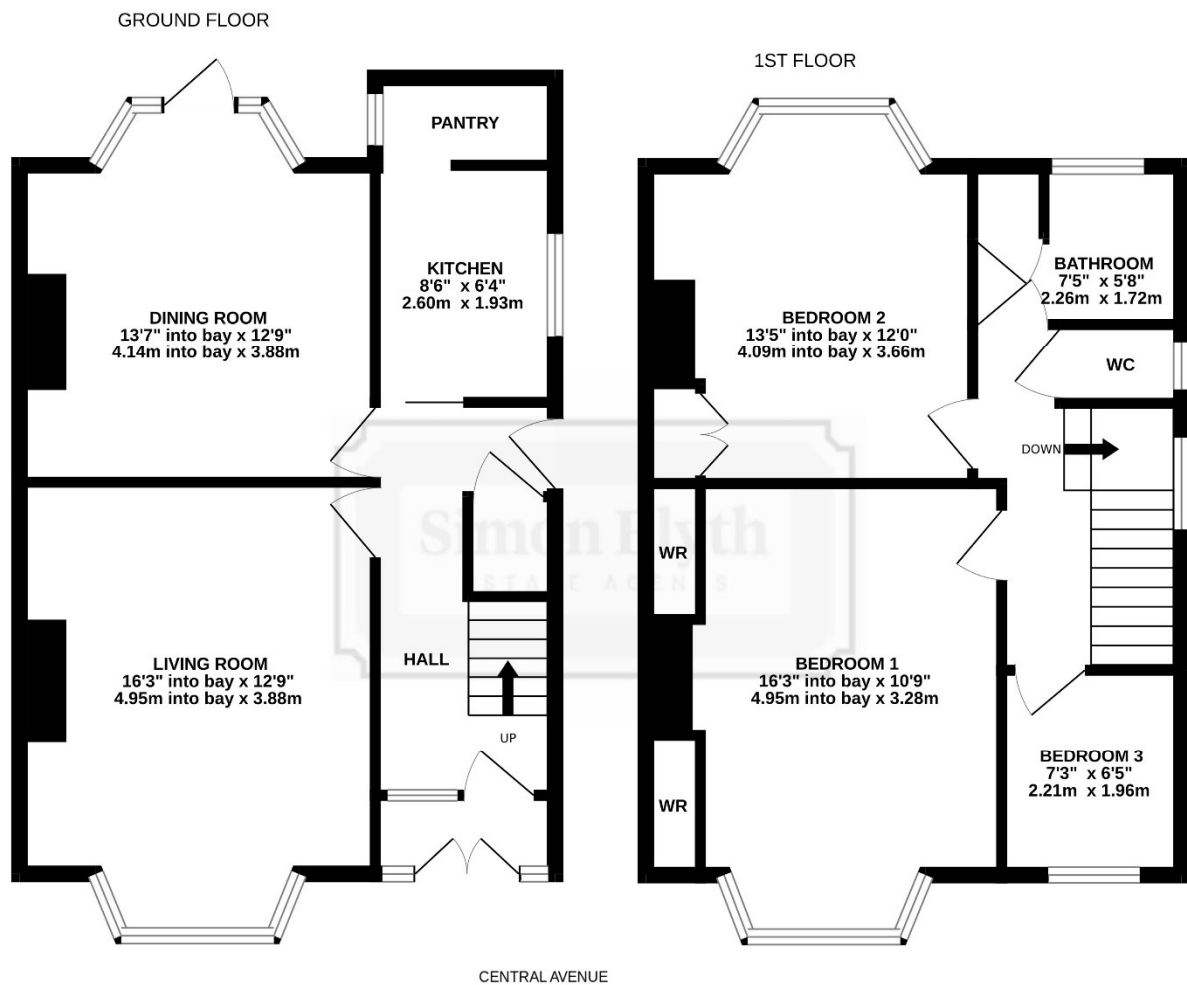 GROUND FLOOR
PANTRY
KITCHEN
8'6" x 6'4"
2.60m x 1.93m
DINING ROOM
13'7" into bay x 12'9"
4.14m into bay x 3.88m
LIVING ROOM
16'3" into bay x 12'9"
4.95m into bay x 3.88m
HALL
UP
1ST FLOOR
BATHROOM
7'5" x 5'8"
2.26m x 1.72m
BEDROOM 2
13'5" into bay x 12'0"
4.09m into bay x 3.66m
WC
DOWN
WR
BEDROOM 1
16'3" into bay x 10'9"
4.95m into bay x 3.28m
BEDROOM 3
7'3" x 6'5"
2.21m x 1.96m
WR
Simon Blyth
ESTATE AGENTS
CENTRAL AVENUE